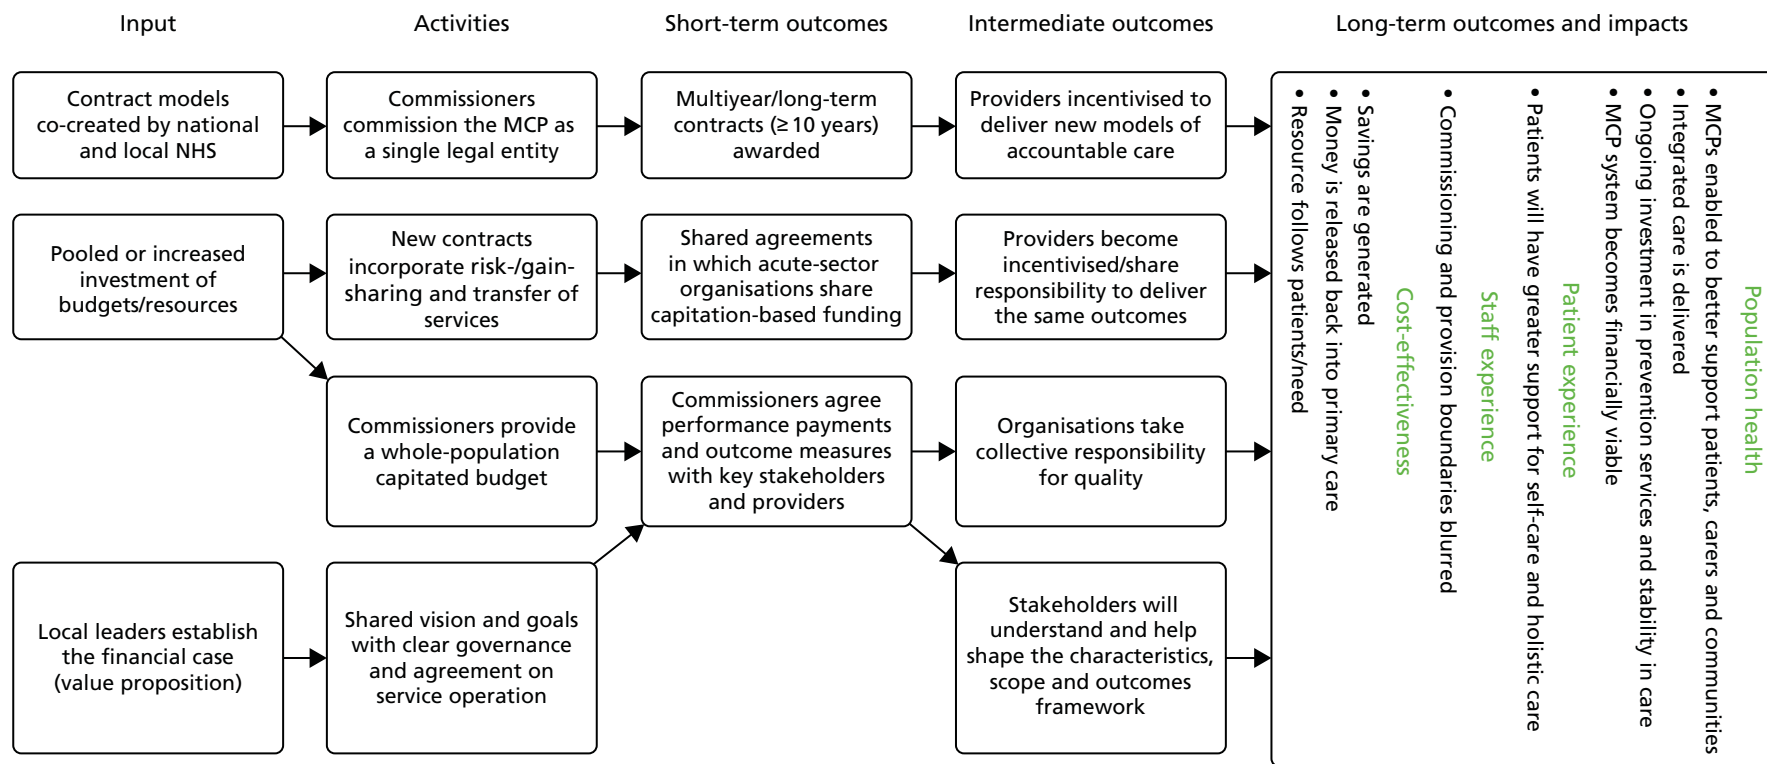 Input
Activities
Short-term outcomes
Intermediate outcomes
Long-term outcomes and impacts
Contract models
co-created by national
and local NHS
Commissioners
commission the MCP as
a single legal entity
Multiyear/long-term
contracts (≥ 10 years)
awarded
Providers incentivised to
deliver new models of
accountable care
Pooled or increased
investment of
budgets/resources
New contracts
incorporate risk-/gain-
sharing and transfer of
services
Shared agreements
in which acute-sector
organisations share
capitation-based funding
Providers become
incentivised/share
responsibility to deliver
the same outcomes
Commissioners provide
a whole-population
capitated budget
Commissioners agree
performance payments
and outcome measures
with key stakeholders
and providers
Organisations take
collective responsibility
for quality
Local leaders establish
the financial case
(value proposition)
Shared vision and goals
with clear governance
and agreement on
service operation
Stakeholders will
understand and help
shape the characteristics,
scope and outcomes
framework
Population health
• MCPs enabled to better support patients, carers and communities
• Integrated care is delivered
• Ongoing investment in prevention services and stability in care
• MCP system becomes financially viable
Patient experience
• Patients will have greater support for self-care and holistic care
Staff experience
• Commissioning and provision boundaries blurred
Cost-effectiveness
• Savings are generated
• Money is released back into primary care
• Resource follows patients/need